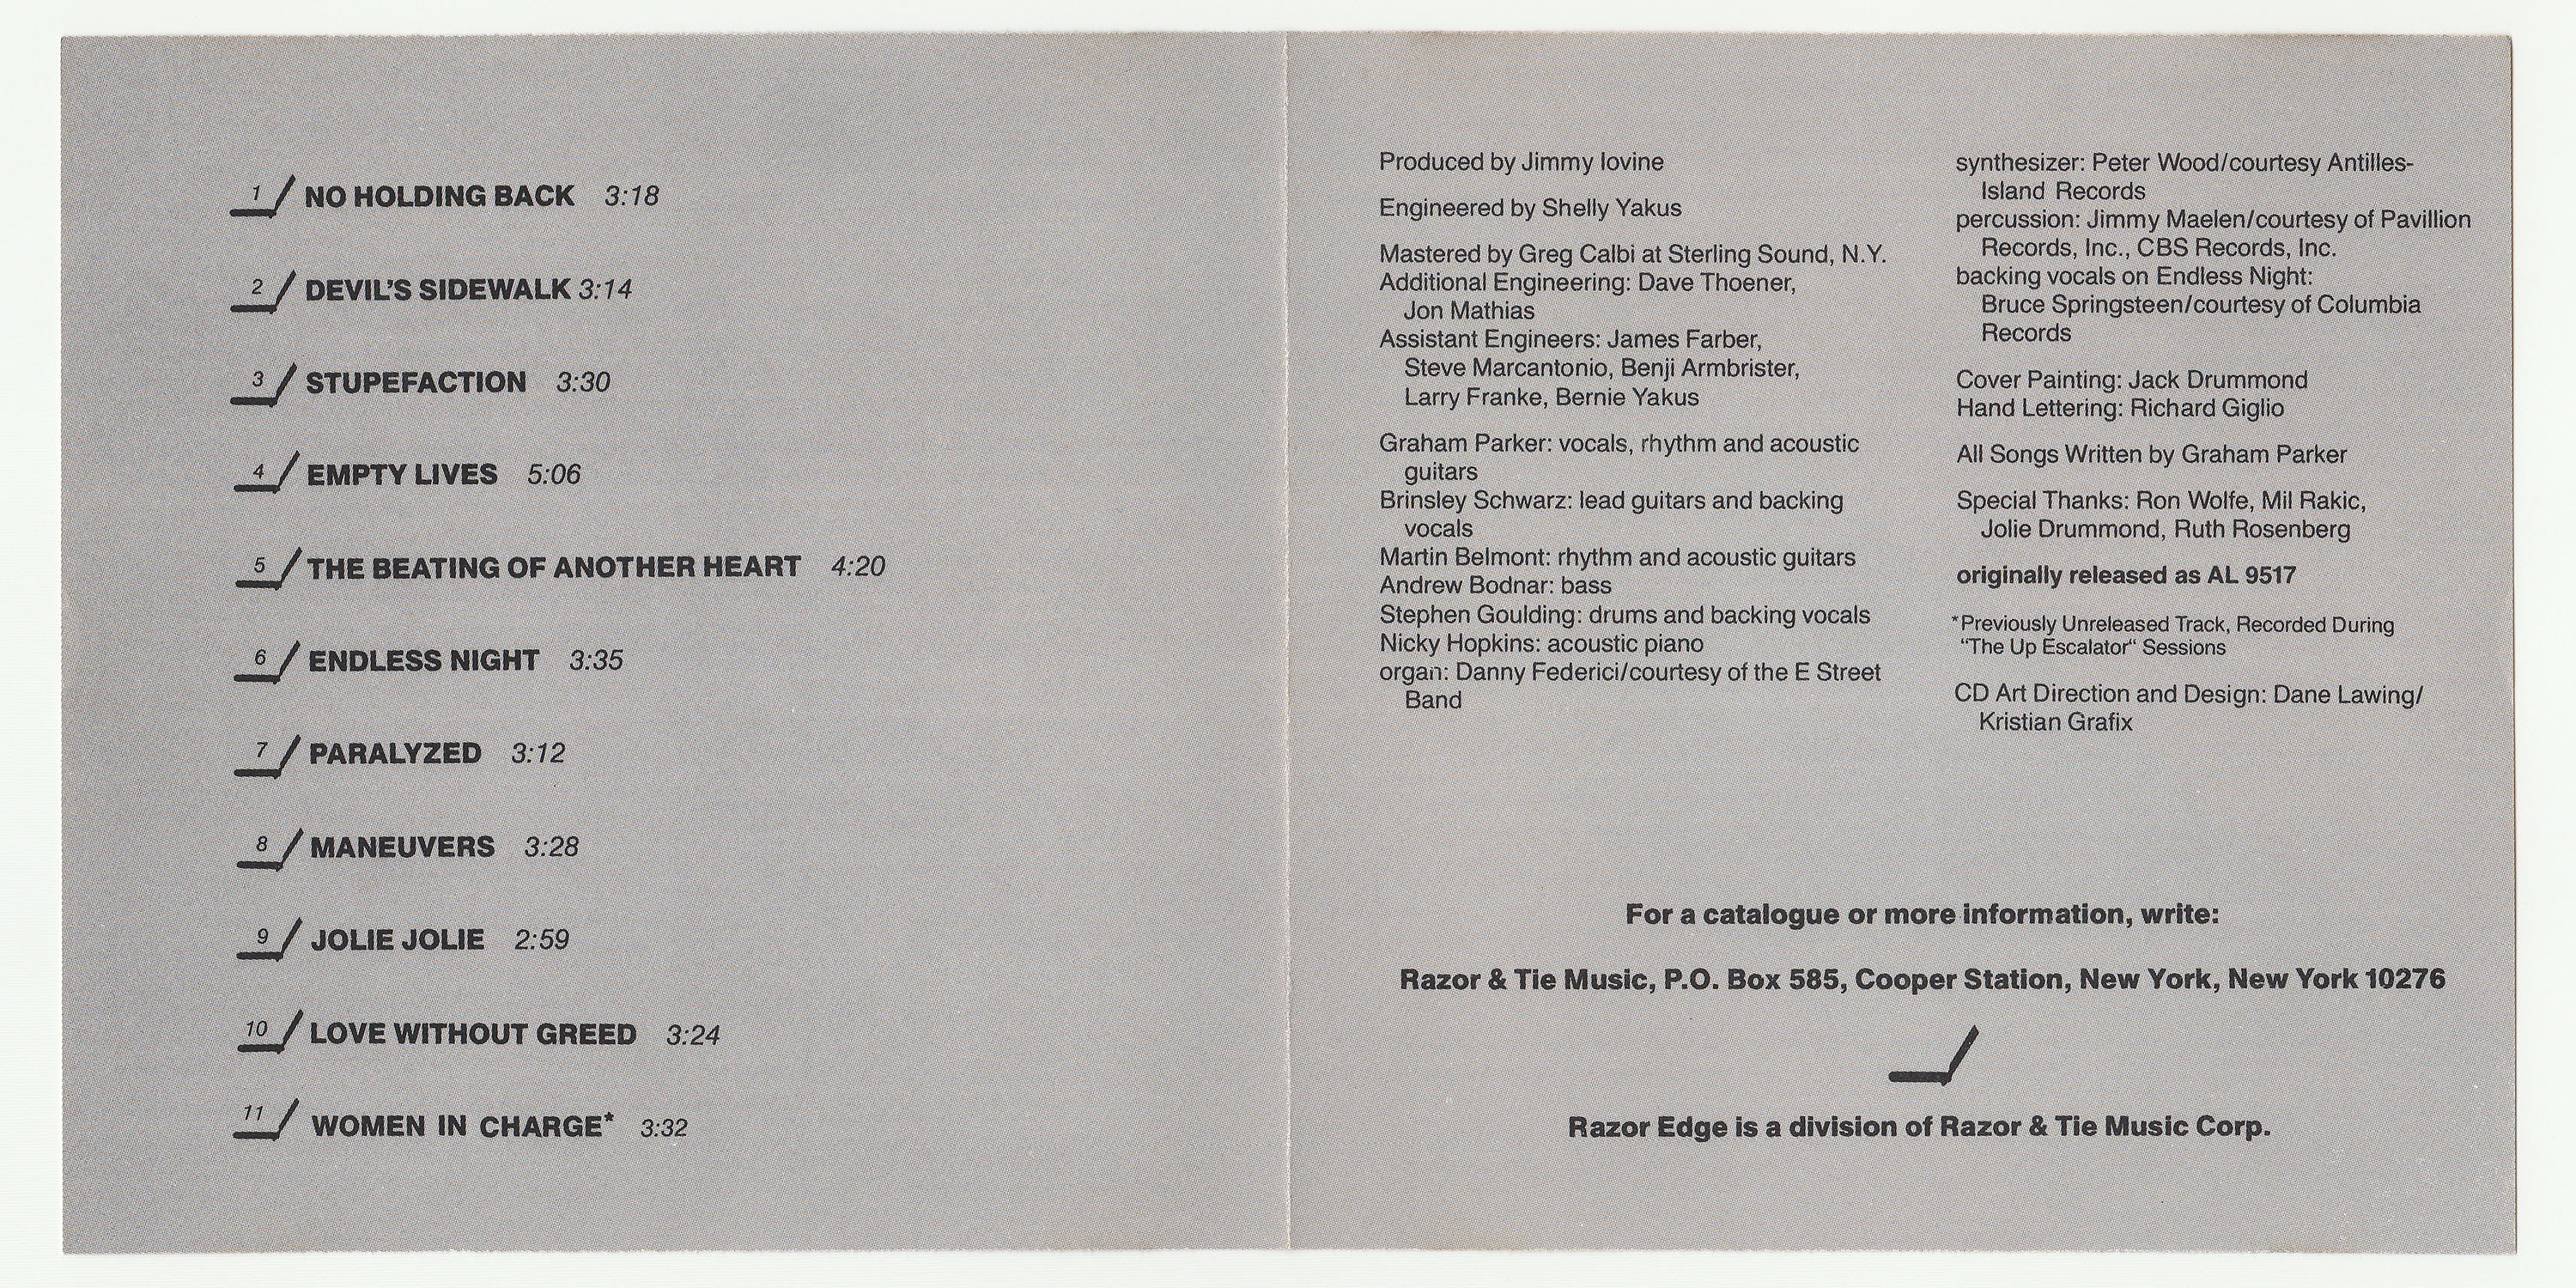 1 NO HOLDING BACK 3:18
2 DEVIL'S SIDEWALK 3:14
3 STUPEFACTION 3:30
4 EMPTY LIVES 5:06
5 THE BEATING OF ANOTHER HEART 4:20
6 ENDLESS NIGHT 3:35
7 PARALYZED 3:12
8 MANEUVERS 3:28
9 JOLIE JOLIE 2:59
10 LOVE WITHOUT GREED 3:24
11 WOMEN IN CHARGE* 3:32
Produced by Jimmy Iovine
Engineered by Shelly Yakus
Mastered by Greg Calbi at Sterling Sound, N.Y.
Additional Engineering: Dave Thoener,
Jon Mathias
Assistant Engineers: James Farber,
Steve Marcantonio, Benji Armbrister,
Larry Franke, Bernie Yakus
Graham Parker: vocals, rhythm and acoustic
guitars
Brinsley Schwarz: lead guitars and backing
vocals
Martin Belmont: rhythm and acoustic guitars
Andrew Bodnar: bass
Stephen Goulding: drums and backing vocals
Nicky Hopkins: acoustic piano
organ: Danny Federici/courtesy of the E Street
Band
synthesizer: Peter Wood/courtesy Antilles-
Island Records
percussion: Jimmy Maelen/courtesy of Pavillion
Records, Inc., CBS Records, Inc.
backing vocals on Endless Night:
Bruce Springsteen/courtesy of Columbia
Records
Cover Painting: Jack Drummond
Hand Lettering: Richard Giglio
All Songs Written by Graham Parker
Special Thanks: Ron Wolfe, Mil Rakic,
Jolie Drummond, Ruth Rosenberg
originally released as AL 9517
*Previously Unreleased Track, Recorded During
"The Up Escalator" Sessions
CD Art Direction and Design: Dane Lawing/
Kristian Grafix
For a catalogue or more information, write:
Razor & Tie Music, P.O. Box 585, Cooper Station, New York, New York 10276
Razor Edge is a division of Razor & Tie Music Corp.